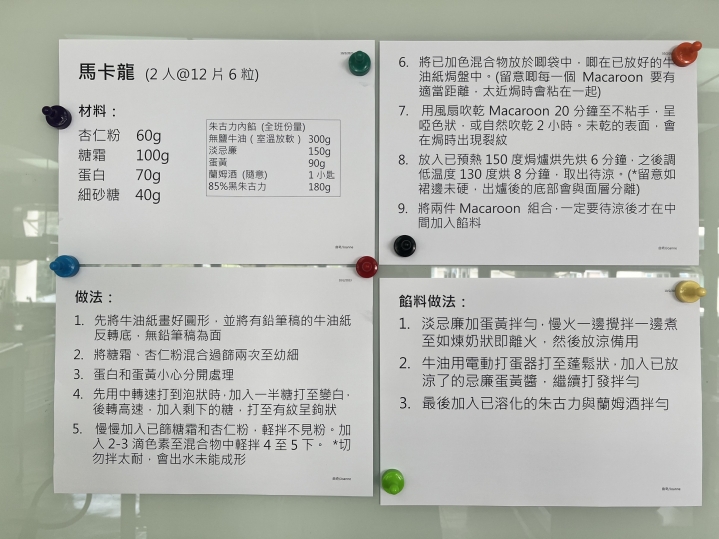 馬卡龍 (2 人@12 片 6 粒)
材料：
杏仁粉 60g
糖霜 100g
蛋白 70g
細砂糖 40g
朱古力內餡 (全班份量)
無鹽牛油 ( 室溫放軟 ) 300g
淡忌廉 150g
蛋黃 90g
蘭姆酒 (隨意) 1 小匙
85%黑朱古力 180g
6. 將已加色混合物放於唧袋中，唧在已放好的牛
油紙焗盤中。(留意唧每一個 Macaroon 要有
適當距離，太近焗時會粘在一起)
7. 用風扇吹乾 Macaroon 20 分鐘至不粘手，呈
啞色狀，或自然吹乾 2 小時。未乾的表面，會
在焗時出現裂紋
8. 放入已預熱 150 度焗爐烘先烘 6 分鐘，之後調
低溫度 130 度烘 8 分鐘，取出待涼。(*留意如
裙邊未硬，出爐後的底部會與面層分離)
9. 將兩件 Macaroon 組合，一定要待涼後才在中
間加入餡料
做法：
1. 先將牛油紙畫好圓形，並將有鉛筆稿的牛油紙
反轉底，無鉛筆稿為面
2. 將糖霜、杏仁粉混合過篩兩次至幼細
3. 蛋白和蛋黃小心分開處理
4. 先用中轉速打到泡狀時，加入一半糖打至變白，
後轉高速，加入剩下的糖，打至有紋呈鉤狀
5. 慢慢加入已篩糖霜和杏仁粉，輕拌不見粉。加
入 2-3 滴色素至混合物中輕拌 4 至 5 下。 *切
勿拌太耐，會出水未能成形
餡料做法：
1. 淡忌廉加蛋黃拌勻，慢火一邊攪拌一邊煮
至如煉奶狀即離火，然後放涼備用
2. 牛油用電動打蛋器打至蓬鬆狀，加入已放
涼了的忌廉蛋黃醬，繼續打發拌勻
3. 最後加入已溶化的朱古力與蘭姆酒拌勻